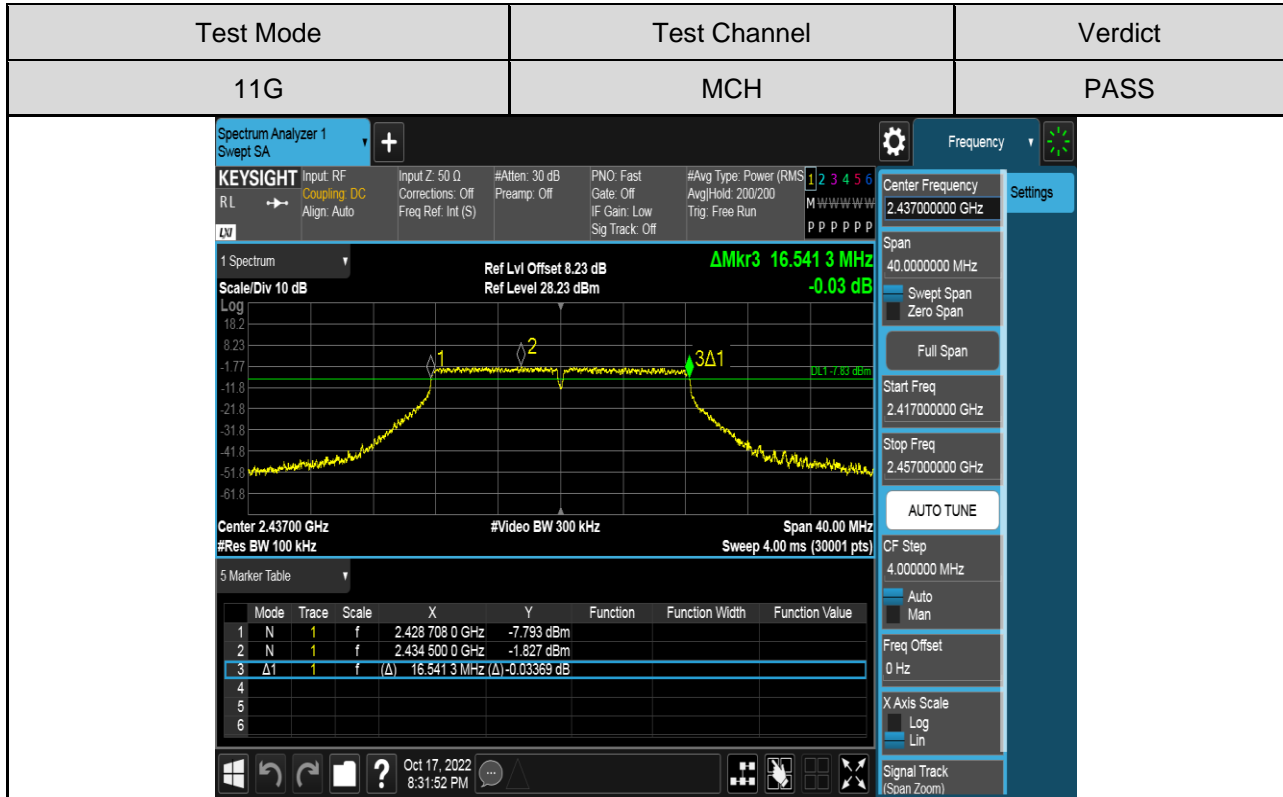 Test Mode Test Channel Verdict
11G MCH PASS
Spectrum Analyzer 1
Swept SA
+
Frequency
KEYSIGHT
RL
LXI
Input: RF
Coupling: DC
Align: Auto
Input Z: 50 Ω
Corrections: Off
Freq Ref: Int (S)
#Atten: 30 dB
Preamp: Off
PNO: Fast
Gate: Off
IF Gain: Low
Sig Track: Off
#Avg Type: Power (RMS
Avg|Hold: 200/200
Trig: Free Run
1 2 3 4 5 6
M W W W W W
P P P P P P
1 Spectrum
Scale/Div 10 dB
Ref Lvl Offset 8.23 dB
Ref Level 28.23 dBm
ΔMkr3 16.541 3 MHz
-0.03 dB
Log
18.2
8.23
-1.77
-11.8
-21.8
-31.8
-41.8
-51.8
-61.8
1
2
3Δ1
DL1 -7.83 dBm
Center 2.43700 GHz #Video BW 300 kHz Span 40.00 MHz
#Res BW 100 kHz Sweep 4.00 ms (30001 pts)
5 Marker Table
Mode Trace Scale X Y Function Function Width Function Value
1 N 1 f 2.428 708 0 GHz -7.793 dBm
2 N 1 f 2.434 500 0 GHz -1.827 dBm
3 Δ1 1 f (Δ) 16.541 3 MHz (Δ) -0.03369 dB
4
5
6
?
Oct 17, 2022
8:31:52 PM
Center Frequency
2.437000000 GHz
Settings
Span
40.0000000 MHz
Swept Span
Zero Span
Full Span
Start Freq
2.417000000 GHz
Stop Freq
2.457000000 GHz
AUTO TUNE
CF Step
4.000000 MHz
Auto
Man
Freq Offset
0 Hz
X Axis Scale
Log
Lin
Signal Track
(Span Zoom)